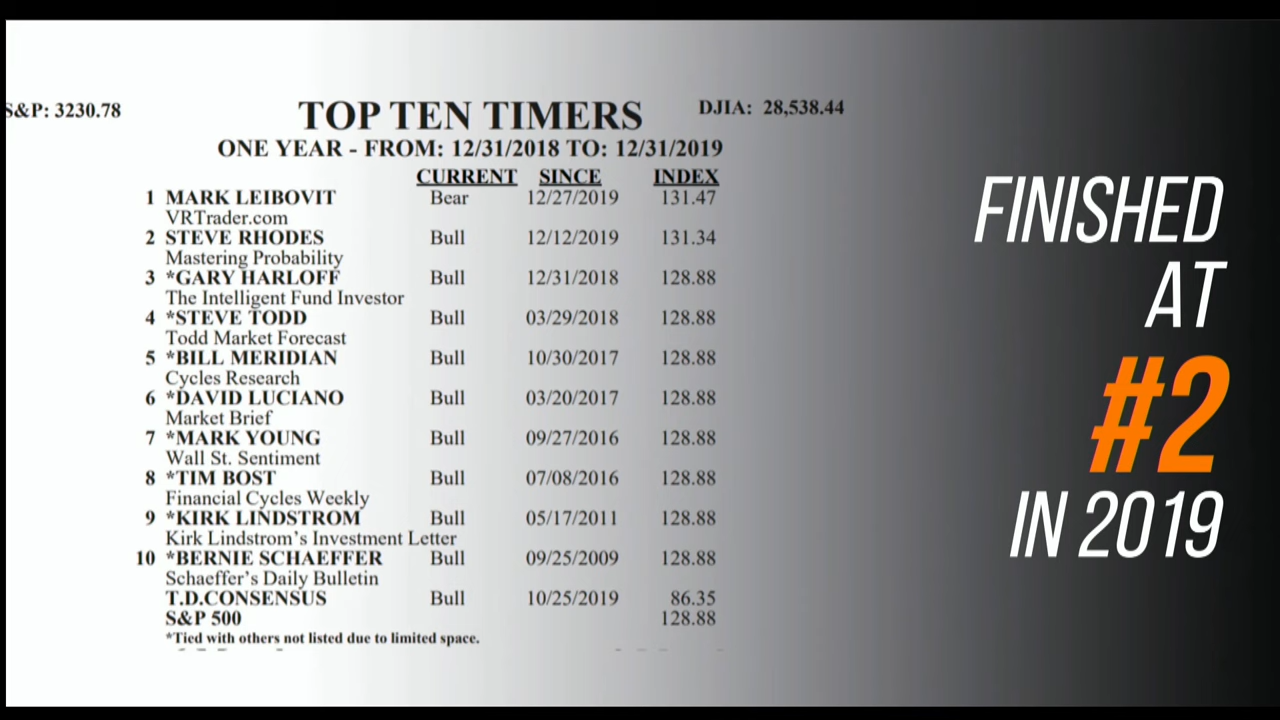 S&P: 3230.78
TOP TEN TIMERS
DJIA: 28,538.44
ONE YEAR - FROM: 12/31/2018 TO: 12/31/2019
CURRENT SINCE INDEX
1 MARK LEIBOVIT Bear 12/27/2019 131.47
VRTrader.com
2 STEVE RHODES Bull 12/12/2019 131.34
Mastering Probability
3 *GARY HARLOFF Bull 12/31/2018 128.88
The Intelligent Fund Investor
4 *STEVE TODD Bull 03/29/2018 128.88
Todd Market Forecast
5 *BILL MERIDIAN Bull 10/30/2017 128.88
Cycles Research
6 *DAVID LUCIANO Bull 03/20/2017 128.88
Market Brief
7 *MARK YOUNG Bull 09/27/2016 128.88
Wall St. Sentiment
8 *TIM BOST Bull 07/08/2016 128.88
Financial Cycles Weekly
9 *KIRK LINDSTROM Bull 05/17/2011 128.88
Kirk Lindstrom's Investment Letter
10 *BERNIE SCHAEFFER Bull 09/25/2009 128.88
Schaeffer's Daily Bulletin
T.D.CONSENSUS Bull 10/25/2019 86.35
S&P 500 128.88
*Tied with others not listed due to limited space.
FINISHED
AT
#2
IN 2019